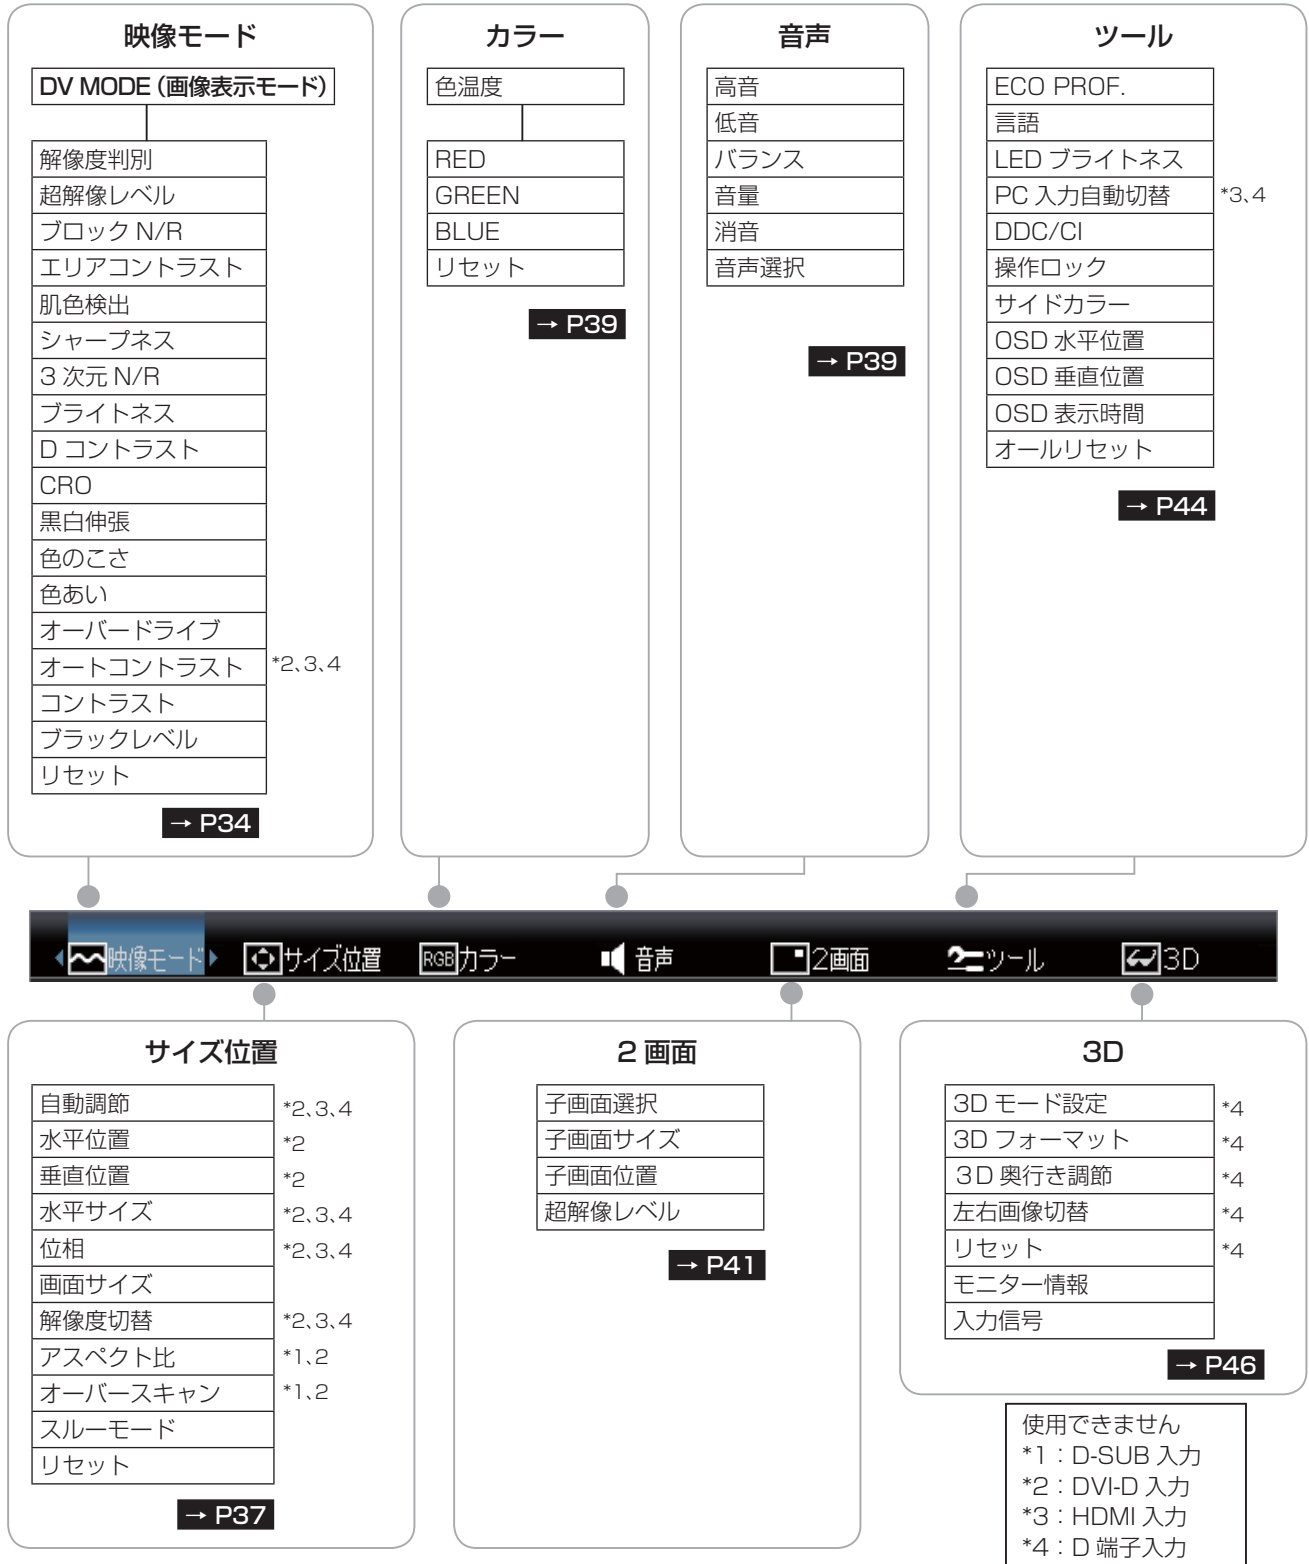 映像モード
DV MODE（画像表示モード）
解像度判別
超解像レベル
ブロック N/R
エリアコントラスト
肌色検出
シャープネス
3 次元 N/R
ブライトネス
D コントラスト
CRO
黒白伸張
色のこさ
色あい
オーバードライブ
オートコントラスト *2、3、4
コントラスト
ブラックレベル
リセット
→ P34
カラー
色温度
RED
GREEN
BLUE
リセット
→ P39
音声
高音
低音
バランス
音量
消音
音声選択
→ P39
ツール
ECO PROF.
言語
LED ブライトネス
PC 入力自動切替 *3、4
DDC/CI
操作ロック
サイドカラー
OSD 水平位置
OSD 垂直位置
OSD 表示時間
オールリセット
→ P44
映像モード サイズ位置 RGB カラー 音声 2画面 ツール 3D
サイズ位置
自動調節 *2、3、4
水平位置 *2
垂直位置 *2
水平サイズ *2、3、4
位相 *2、3、4
画面サイズ
解像度切替 *2、3、4
アスペクト比 *1、2
オーバースキャン *1、2
スルーモード
リセット
→ P37
2 画面
子画面選択
子画面サイズ
子画面位置
超解像レベル
→ P41
3D
3D モード設定 *4
3D フォーマット *4
３D 奥行き調節 *4
左右画像切替 *4
リセット *4
モニター情報
入力信号
→ P46
使用できません
*1：D-SUB 入力
*2：DVI-D 入力
*3：HDMI 入力
*4：D 端子入力